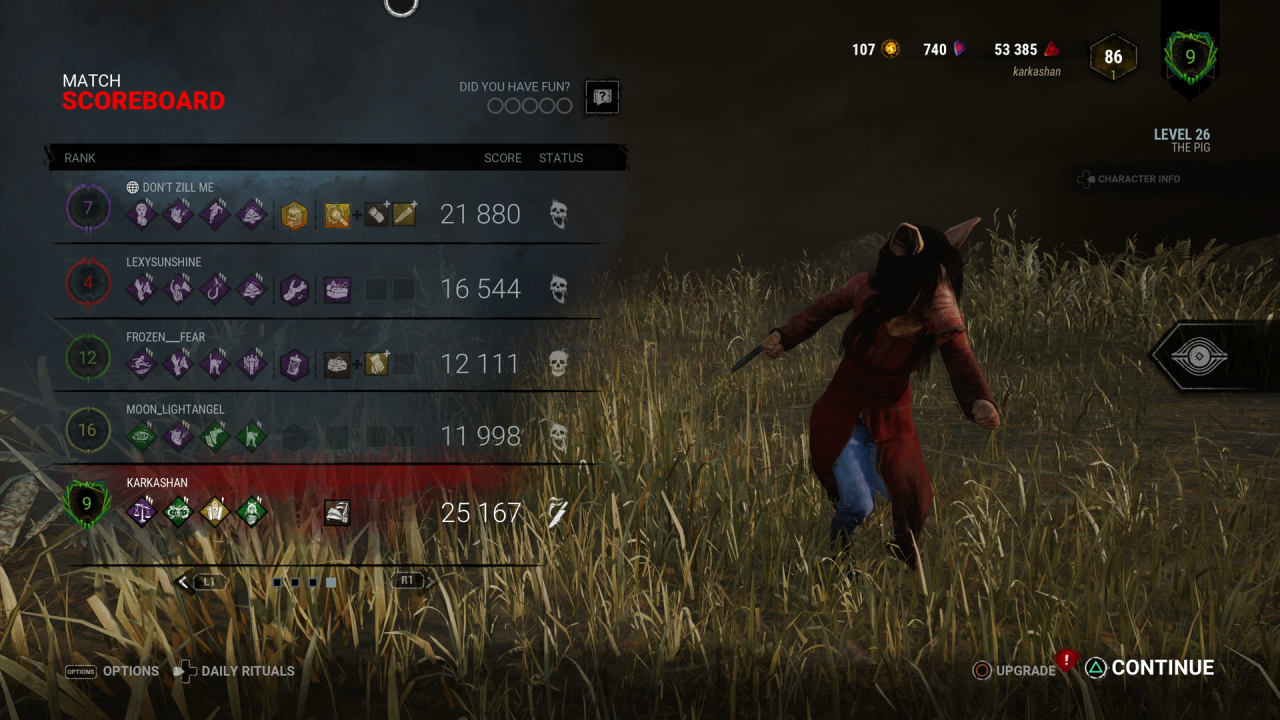 107 740 53 385
karkashan
86
1
9
MATCH
SCOREBOARD
DID YOU HAVE FUN?
?
LEVEL 26
THE PIG
CHARACTER INFO
RANK SCORE STATUS
7 DON'T ZILL ME 21 880
4 LEXYSUNSHINE 16 544
12 FROZEN__FEAR 12 111
16 MOON_LIGHTANGEL 11 998
9 KARKASHAN 25 167
L1 R1
OPTIONS OPTIONS DAILY RITUALS
UPGRADE ! CONTINUE